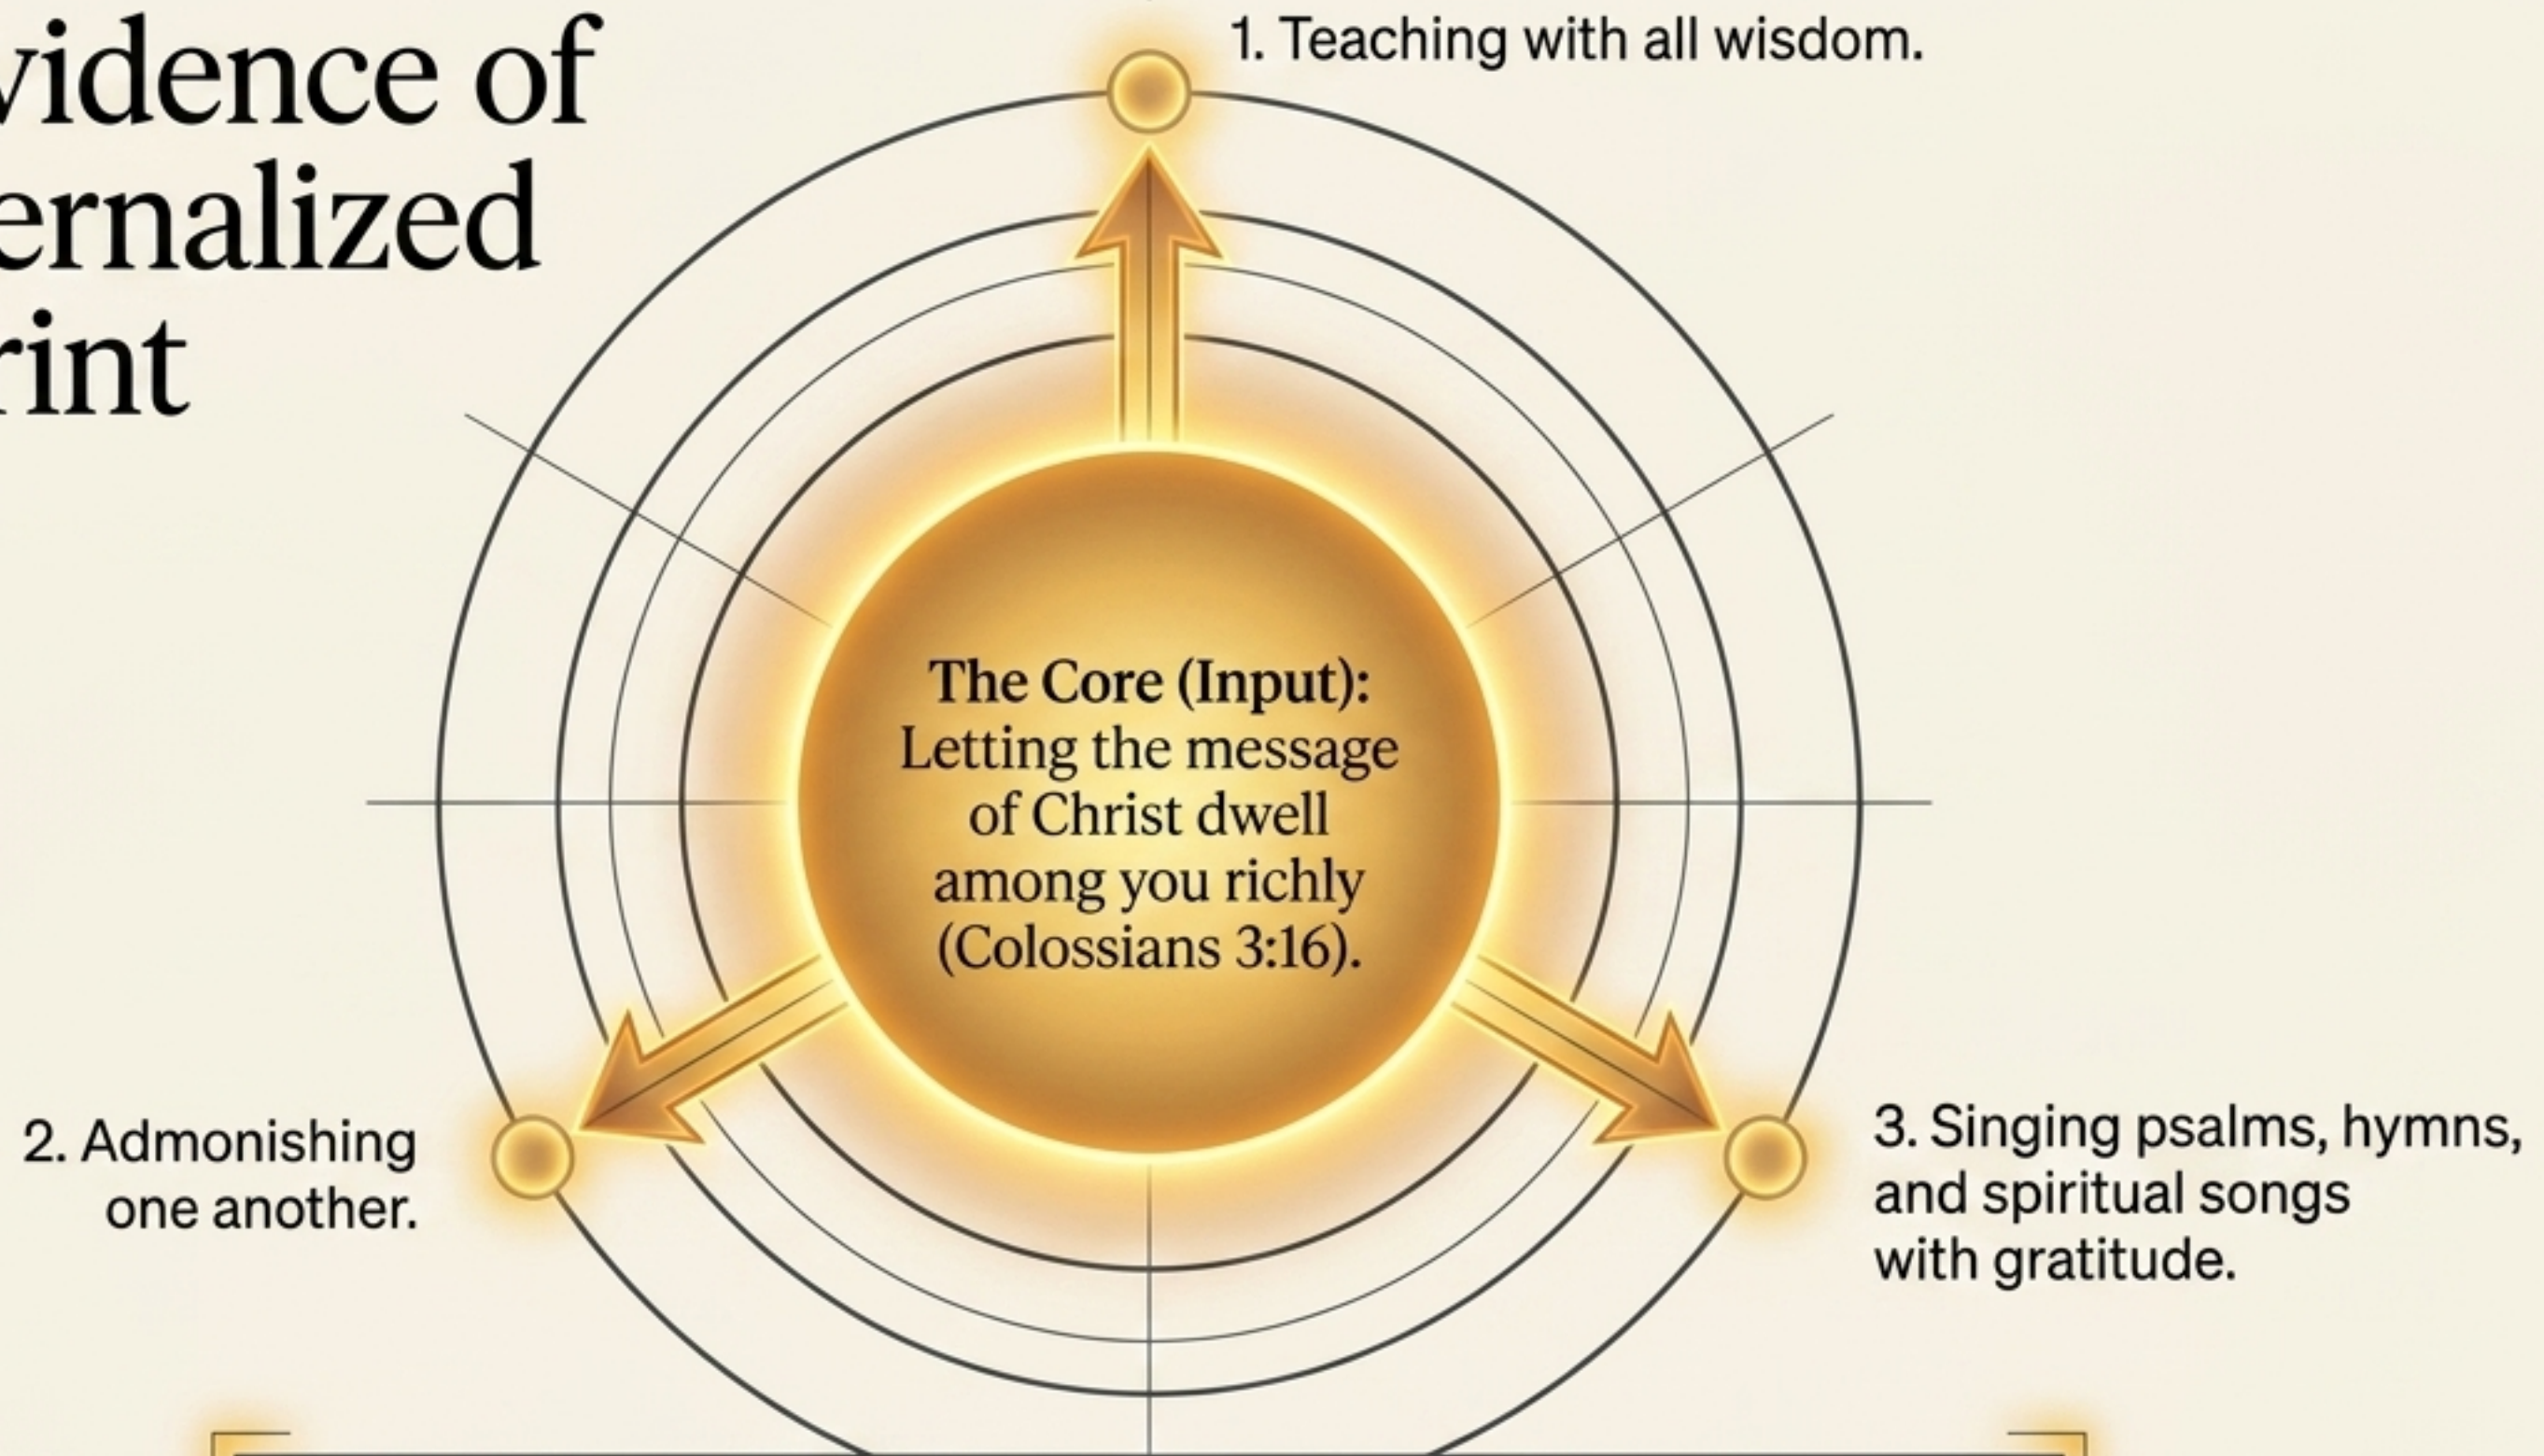 vidence of
ernalized
rint
1. Teaching with all wisdom.
The Core (Input):
Letting the message
of Christ dwell
among you richly
(Colossians 3:16).
2. Admonishing
one another.
3. Singing psalms, hymns,
and spiritual songs
with gratitude.